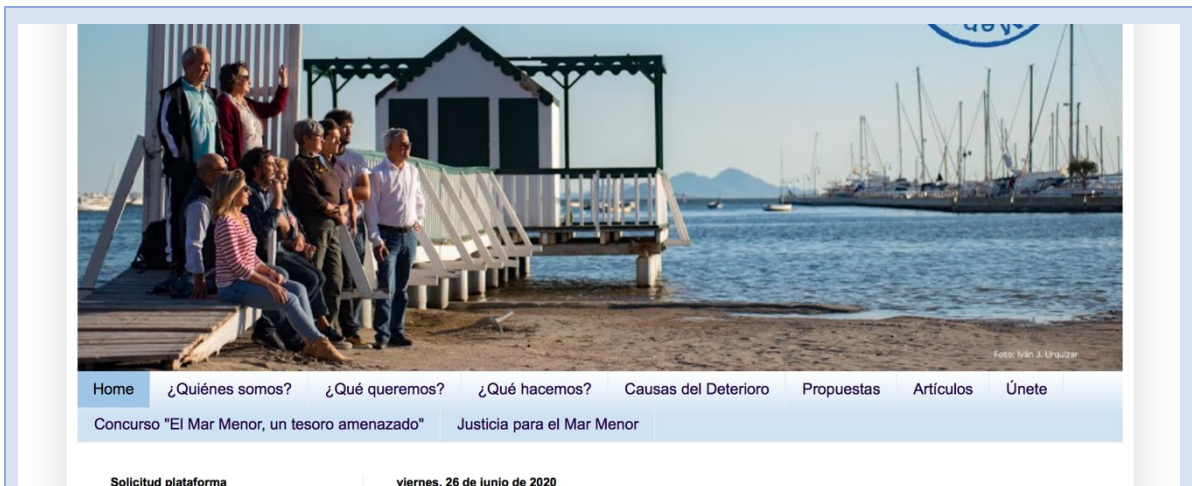 Foto: Iván J. Urquizar
Home ¿Quiénes somos? ¿Qué queremos? ¿Qué hacemos? Causas del Deterioro Propuestas Artículos Únete
Concurso "El Mar Menor, un tesoro amenazado" Justicia para el Mar Menor
Solicitud plataforma viernes, 26 de junio de 2020